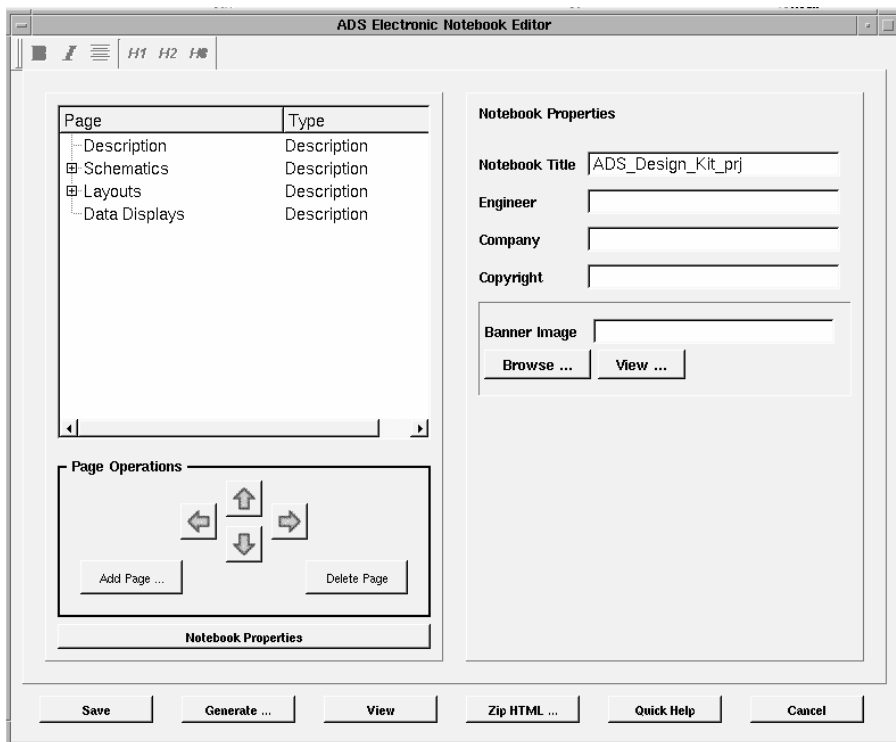 ADS Electronic Notebook Editor
B I H1 H2
Page Type
Description Description
Schematics Description
Layouts Description
Data Displays Description
Page Operations
Add Page ... Delete Page
Notebook Properties
Notebook Properties
Notebook Title ADS_Design_Kit_prj
Engineer
Company
Copyright
Banner Image
Browse ... View ...
Save Generate ... View Zip HTML ... Quick Help Cancel